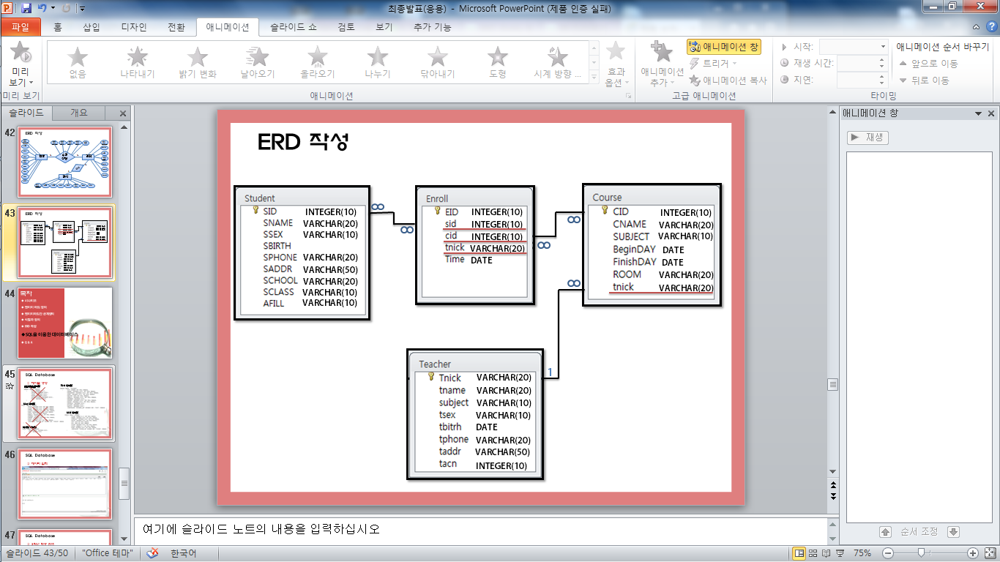 최종발표(응용) - Microsoft PowerPoint (제품 인증 실패)
파일 홈 삽입 디자인 전환 애니메이션 슬라이드 쇼 검토 보기 추가 기능
미리 보기
없음 나타내기 밝기 변화 날아오기 올라오기 나누기 닦아내기 도형 시계 방향 ...
효과 옵션
애니메이션 추가
애니메이션 창
트리거
애니메이션 복사
시작:
재생 시간:
지연:
애니메이션 순서 바꾸기
앞으로 이동
뒤로 이동
미리 보기 애니메이션 고급 애니메이션 타이밍
슬라이드 개요
42
ERD 작성
43
ERD 작성
44
목차
ERD 작성
SQL을 이용한 데이터베이스
Q & A
45
SQL Database
46
SQL Database
47
SQL Database
ERD 작성
Student
SID INTEGER(10)
SNAME VARCHAR(20)
SSEX VARCHAR(10)
SBIRTH
SPHONE VARCHAR(20)
SADDR VARCHAR(50)
SCHOOL VARCHAR(20)
SCLASS VARCHAR(10)
AFILL VARCHAR(10)
∞
∞
Enroll
EID INTEGER(10)
sid INTEGER(10)
cid INTEGER(10)
tnick VARCHAR(20)
Time DATE
∞
∞
Course
CID INTEGER(10)
CNAME VARCHAR(20)
SUBJECT VARCHAR(10)
BeginDAY DATE
FinishDAY DATE
ROOM VARCHAR(20)
tnick VARCHAR(20)
∞
1
Teacher
Tnick VARCHAR(20)
tname VARCHAR(20)
subject VARCHAR(10)
tsex VARCHAR(10)
tbitrh DATE
tphone VARCHAR(20)
taddr VARCHAR(50)
tacn INTEGER(10)
애니메이션 창
재생
순서 조정
여기에 슬라이드 노트의 내용을 입력하십시오
슬라이드 43/50 "Office 테마" 한국어 75%